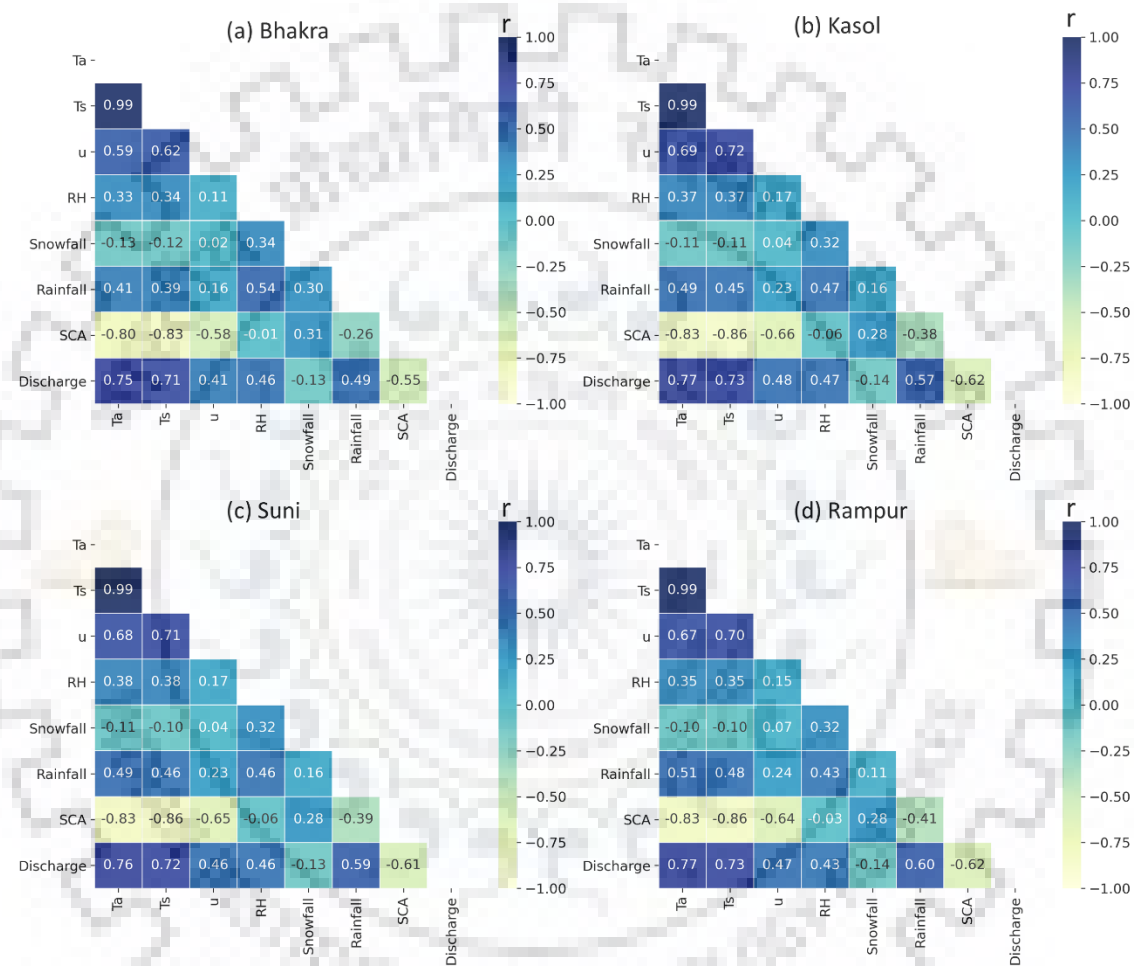 (a) Bhakra
r
1.00
0.75
0.50
0.25
0.00
−0.25
−0.50
−0.75
−1.00
Ta
Ts 0.99
u 0.59 0.62
RH 0.33 0.34 0.11
Snowfall -0.13 -0.12 0.02 0.34
Rainfall 0.41 0.39 0.16 0.54 0.30
SCA -0.80 -0.83 -0.58 -0.01 0.31 -0.26
Discharge 0.75 0.71 0.41 0.46 -0.13 0.49 -0.55
Ta Ts u RH Snowfall Rainfall SCA Discharge
(b) Kasol
r
1.00
0.75
0.50
0.25
0.00
−0.25
−0.50
−0.75
−1.00
Ta
Ts 0.99
u 0.69 0.72
RH 0.37 0.37 0.17
Snowfall -0.11 -0.11 0.04 0.32
Rainfall 0.49 0.45 0.23 0.47 0.16
SCA -0.83 -0.86 -0.66 -0.06 0.28 -0.38
Discharge 0.77 0.73 0.48 0.47 -0.14 0.57 -0.62
Ta Ts u RH Snowfall Rainfall SCA Discharge
(c) Suni
r
1.00
0.75
0.50
0.25
0.00
−0.25
−0.50
−0.75
−1.00
Ta
Ts 0.99
u 0.68 0.71
RH 0.38 0.38 0.17
Snowfall -0.11 -0.10 0.04 0.32
Rainfall 0.49 0.46 0.23 0.46 0.16
SCA -0.83 -0.86 -0.65 -0.06 0.28 -0.39
Discharge 0.76 0.72 0.46 0.46 -0.13 0.59 -0.61
Ta Ts u RH Snowfall Rainfall SCA Discharge
(d) Rampur
r
1.00
0.75
0.50
0.25
0.00
−0.25
−0.50
−0.75
−1.00
Ta
Ts 0.99
u 0.67 0.70
RH 0.35 0.35 0.15
Snowfall -0.10 -0.10 0.07 0.32
Rainfall 0.51 0.48 0.24 0.43 0.11
SCA -0.83 -0.86 -0.64 -0.03 0.28 -0.41
Discharge 0.77 0.73 0.47 0.43 -0.14 0.60 -0.62
Ta Ts u RH Snowfall Rainfall SCA Discharge